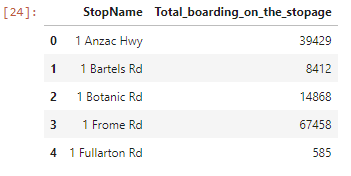 [24]: StopName Total_boarding_on_the_stopage
0 1 Anzac Hwy 39429
1 1 Bartels Rd 8412
2 1 Botanic Rd 14868
3 1 Frome Rd 67458
4 1 Fullarton Rd 585